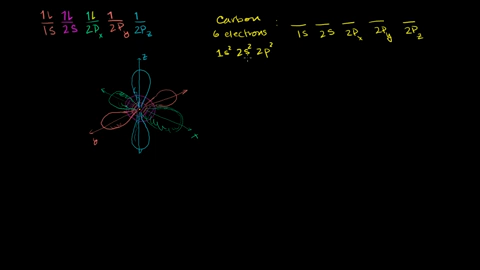 1S 2S 2Px 2Py 2Pz
z
y
x
Carbon :
6 electrons
1s² 2s² 2p²
1S 2S 2Px 2Py 2Pz